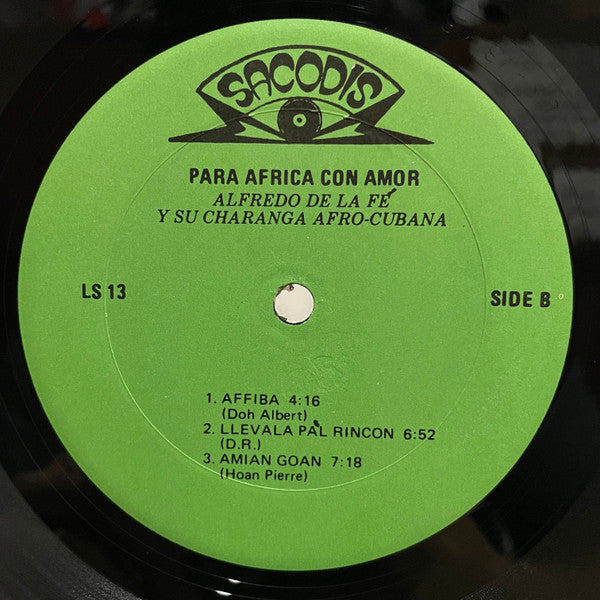 SACODIS
PARA AFRICA CON AMOR
ALFREDO DE LA FÉ
Y SU CHARANGA AFRO-CUBANA
LS 13
SIDE B
1. AFFIBA 4:16
(Doh Albert)
2. LLEVALA PA'L RINCON 6:52
(D.R.)
3. AMIAN GOAN 7:18
(Hoan Pierre)